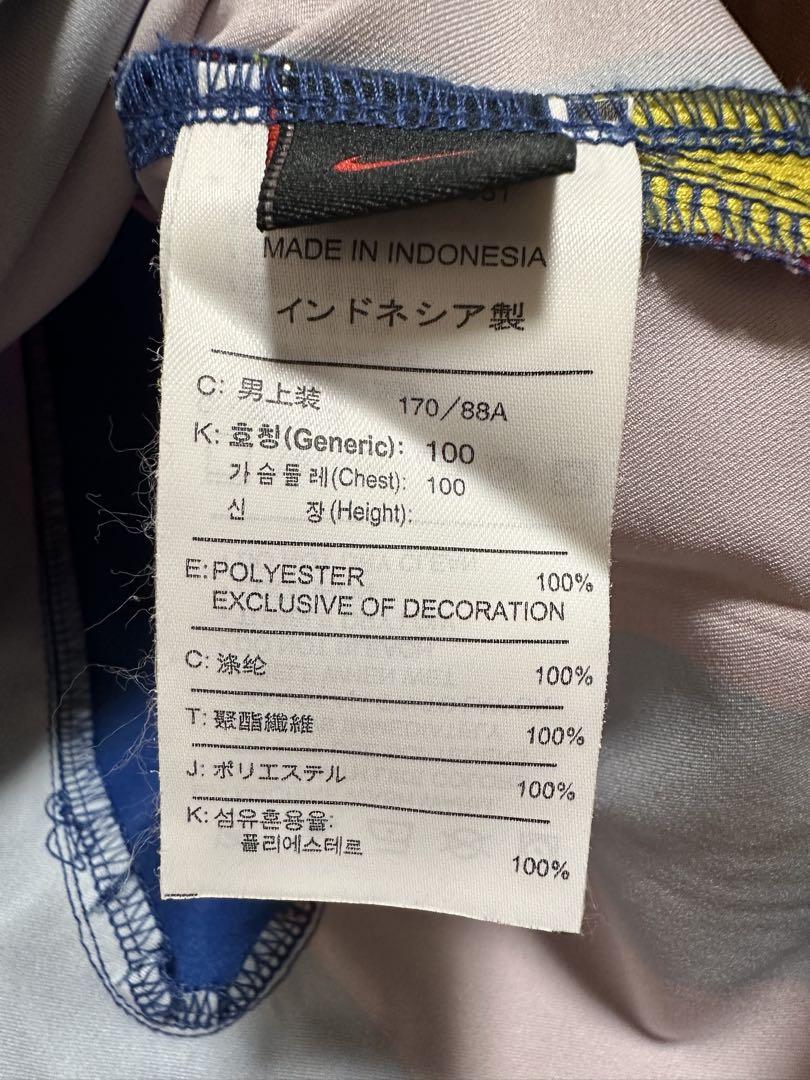 MADE IN INDONESIA
インドネシア製
C: 男上装 170/88A
K: 호칭(Generic): 100
가슴둘레(Chest): 100
신 장(Height):
E: POLYESTER 100%
EXCLUSIVE OF DECORATION
C: 涤纶 100%
T: 聚酯纖維 100%
J: ポリエステル 100%
K: 섬유혼용율:
폴리에스테르 100%